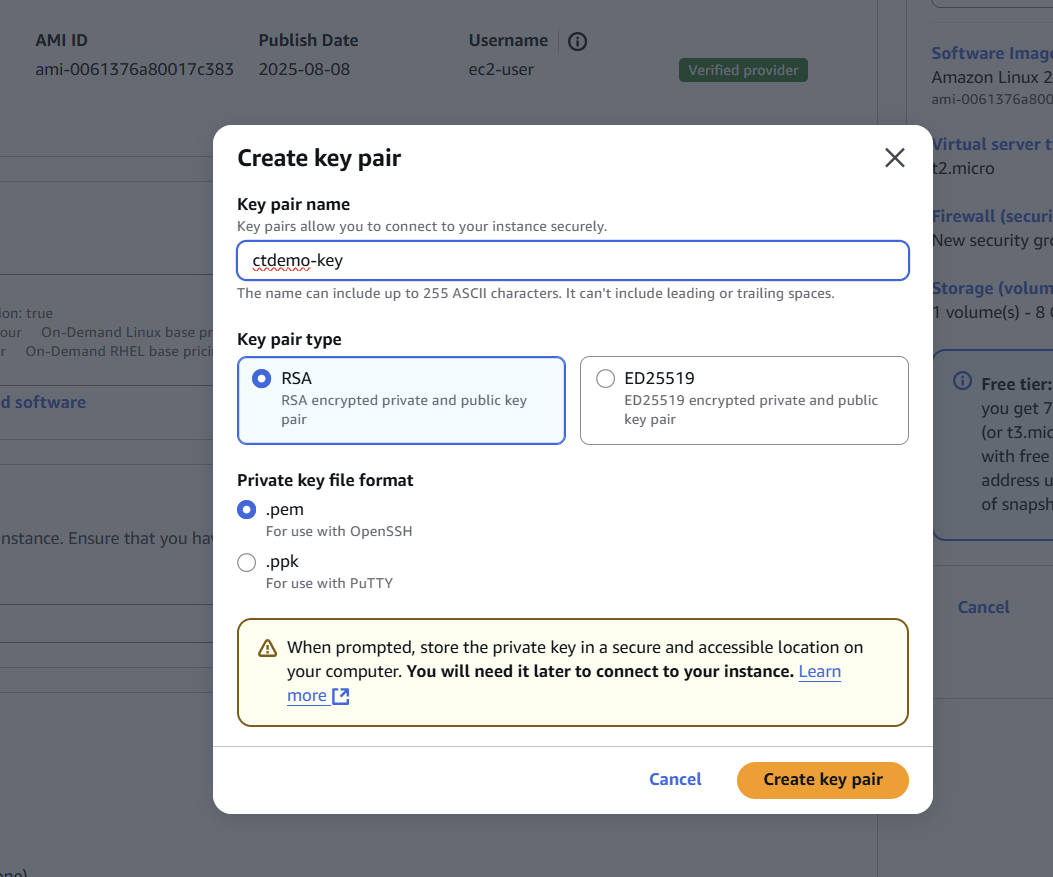 AMI ID
Publish Date
Username
ami-0061376a80017c383
2025-08-08
ec2-user
Verified provider
Software Image
Amazon Linux 2
ami-0061376a800
Virtual server t
t2.micro
Firewall (securi
New security gro
Storage (volum
1 volume(s) - 8
Free tier:
you get 7
(or t3.mic
with free
address u
of snapsh
Cancel
ion: true
our On-Demand Linux base pr
r On-Demand RHEL base prici
d software
nstance. Ensure that you hav
Create key pair
Key pair name
Key pairs allow you to connect to your instance securely.
ctdemo-key
The name can include up to 255 ASCII characters. It can't include leading or trailing spaces.
Key pair type
RSA
RSA encrypted private and public key
pair
ED25519
ED25519 encrypted private and public
key pair
Private key file format
.pem
For use with OpenSSH
.ppk
For use with PuTTY
When prompted, store the private key in a secure and accessible location on
your computer. You will need it later to connect to your instance. Learn
more
Cancel
Create key pair